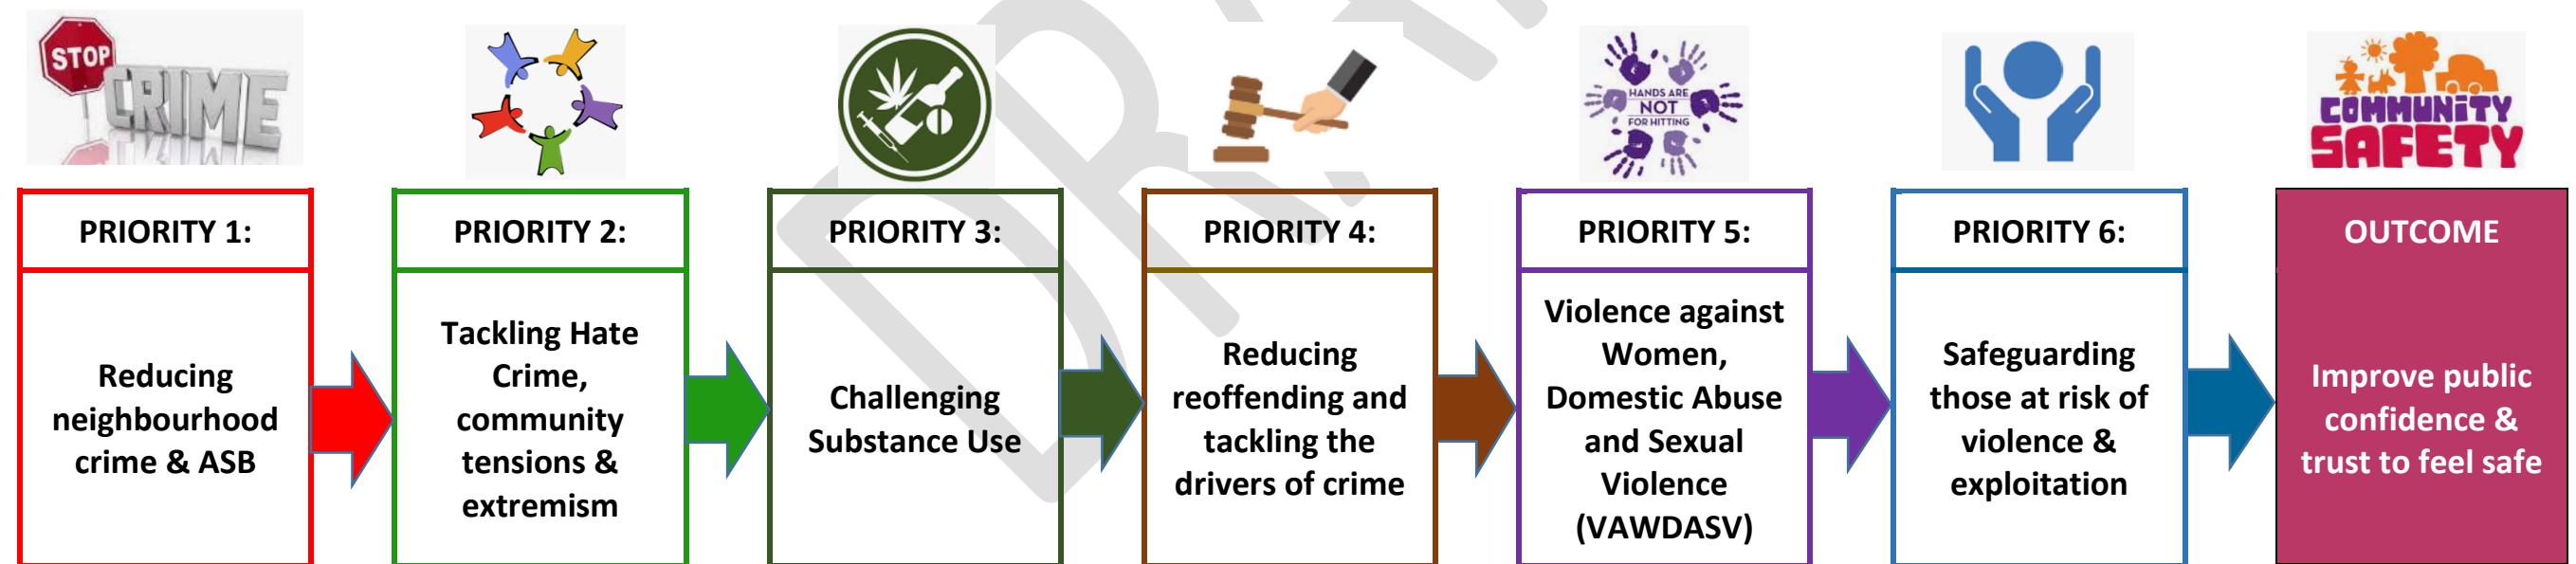 STOP
CRIME
HANDS ARE
NOT
FOR HITTING
COMMUNITY
SAFETY
PRIORITY 1:
Reducing
neighbourhood
crime & ASB
PRIORITY 2:
Tackling Hate
Crime,
community
tensions &
extremism
PRIORITY 3:
Challenging
Substance Use
PRIORITY 4:
Reducing
reoffending and
tackling the
drivers of crime
PRIORITY 5:
Violence against
Women,
Domestic Abuse
and Sexual
Violence
(VAWDASV)
PRIORITY 6:
Safeguarding
those at risk of
violence &
exploitation
OUTCOME
Improve public
confidence &
trust to feel safe